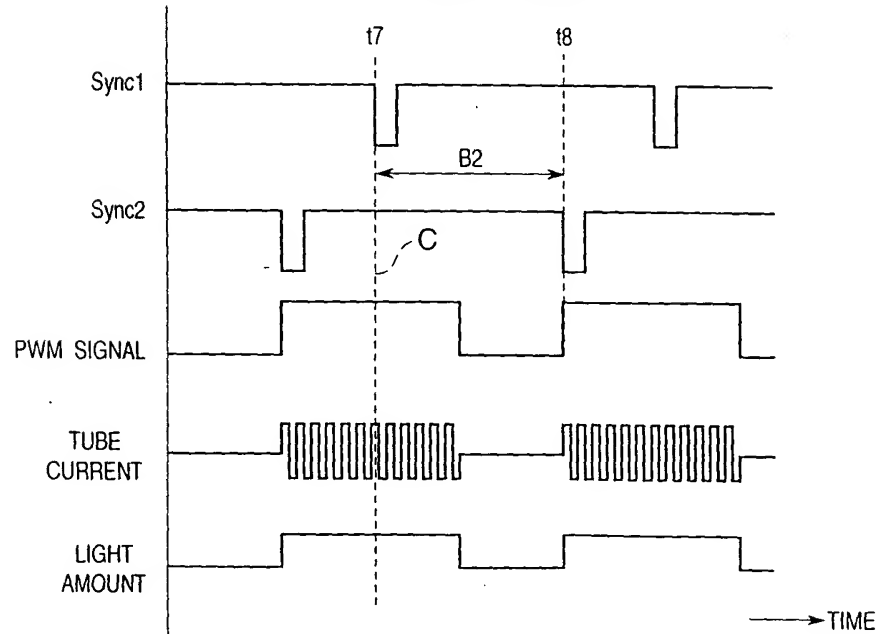 t7
t8
Sync1
B2
Sync2
C
PWM SIGNAL
TUBE
CURRENT
LIGHT
AMOUNT
TIME